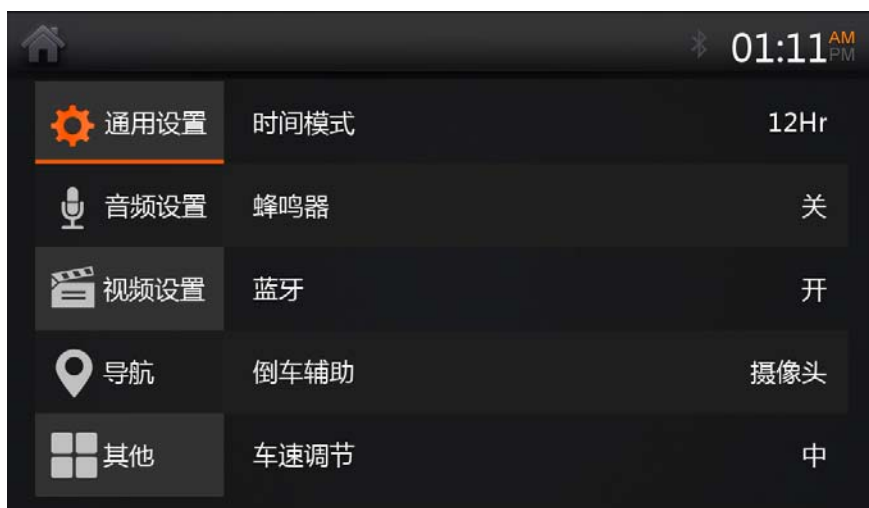 01:11 AM
PM
通用设置 时间模式 12Hr
音频设置 蜂鸣器 关
视频设置 蓝牙 开
导航 倒车辅助 摄像头
其他 车速调节 中